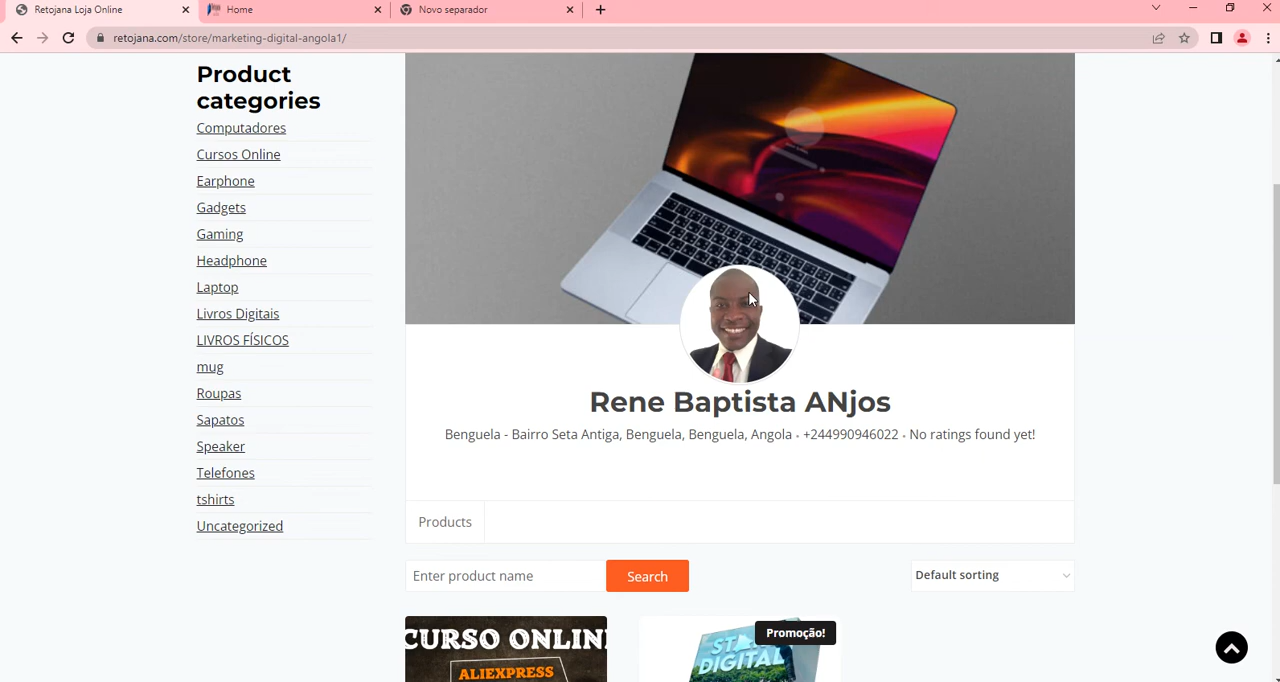 Retojana Loja Online
Home
Novo separador
retojana.com/store/marketing-digital-angola1/
Product
categories
Computadores
Cursos Online
Earphone
Gadgets
Gaming
Headphone
Laptop
Livros Digitais
LIVROS FÍSICOS
mug
Roupas
Sapatos
Speaker
Telefones
tshirts
Uncategorized
Rene Baptista ANjos
Benguela - Bairro Seta Antiga, Benguela, Benguela, Angola • +244990946022 • No ratings found yet!
Products
Enter product name
Search
Default sorting
CURSO ONLIN
ALIEXPRESS
Promoção!
DIGITAL